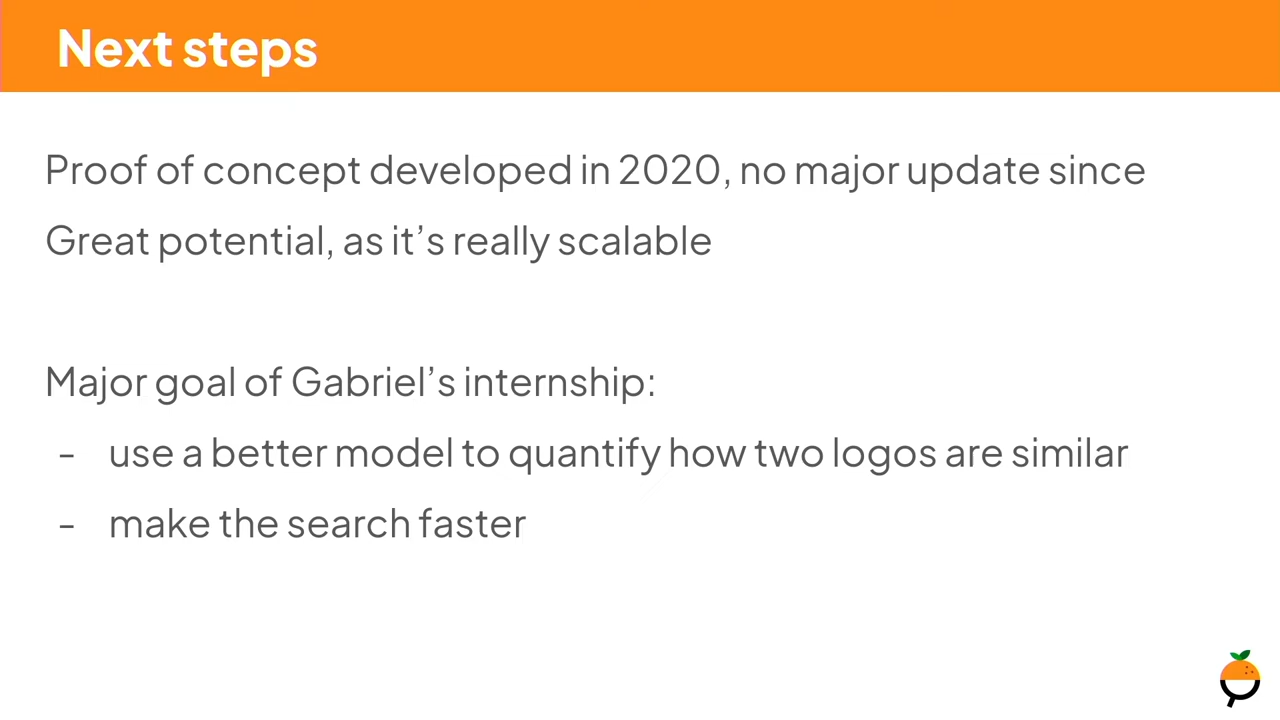 Next steps
Proof of concept developed in 2020, no major update since
Great potential, as it’s really scalable
Major goal of Gabriel’s internship:
- use a better model to quantify how two logos are similar
- make the search faster